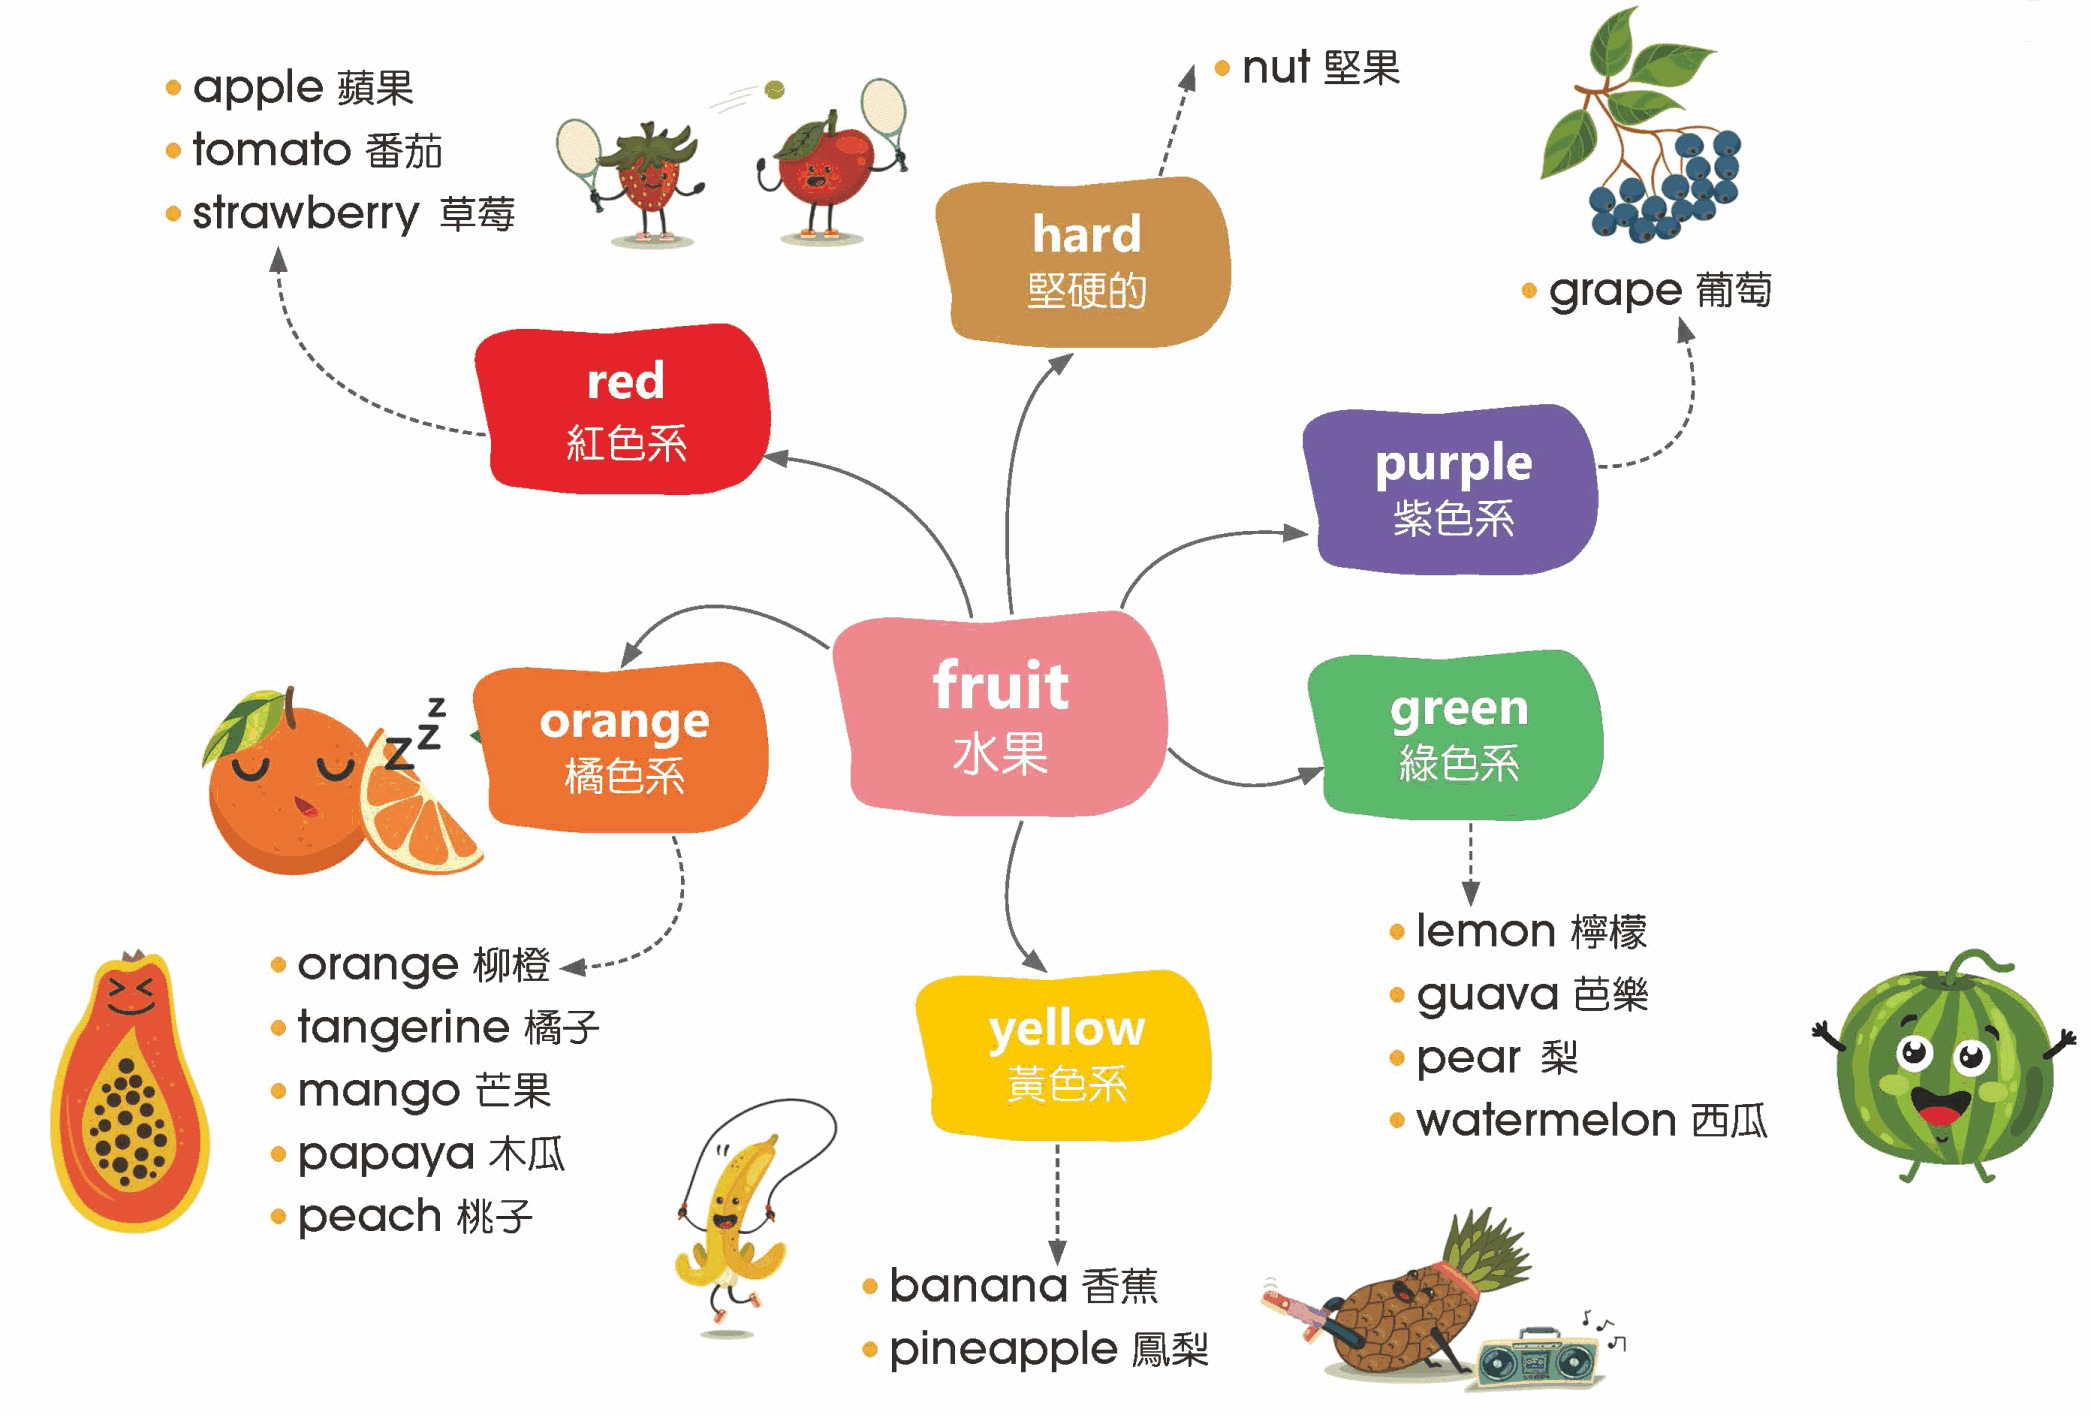 apple 蘋果
tomato 番茄
strawberry 草莓
nut 堅果
hard
堅硬的
grape 葡萄
red
紅色系
purple
紫色系
fruit
水果
orange
橘色系
z
z
z
green
綠色系
orange 柳橙
tangerine 橘子
mango 芒果
papaya 木瓜
peach 桃子
yellow
黃色系
lemon 檸檬
guava 芭樂
pear 梨
watermelon 西瓜
banana 香蕉
pineapple 鳳梨